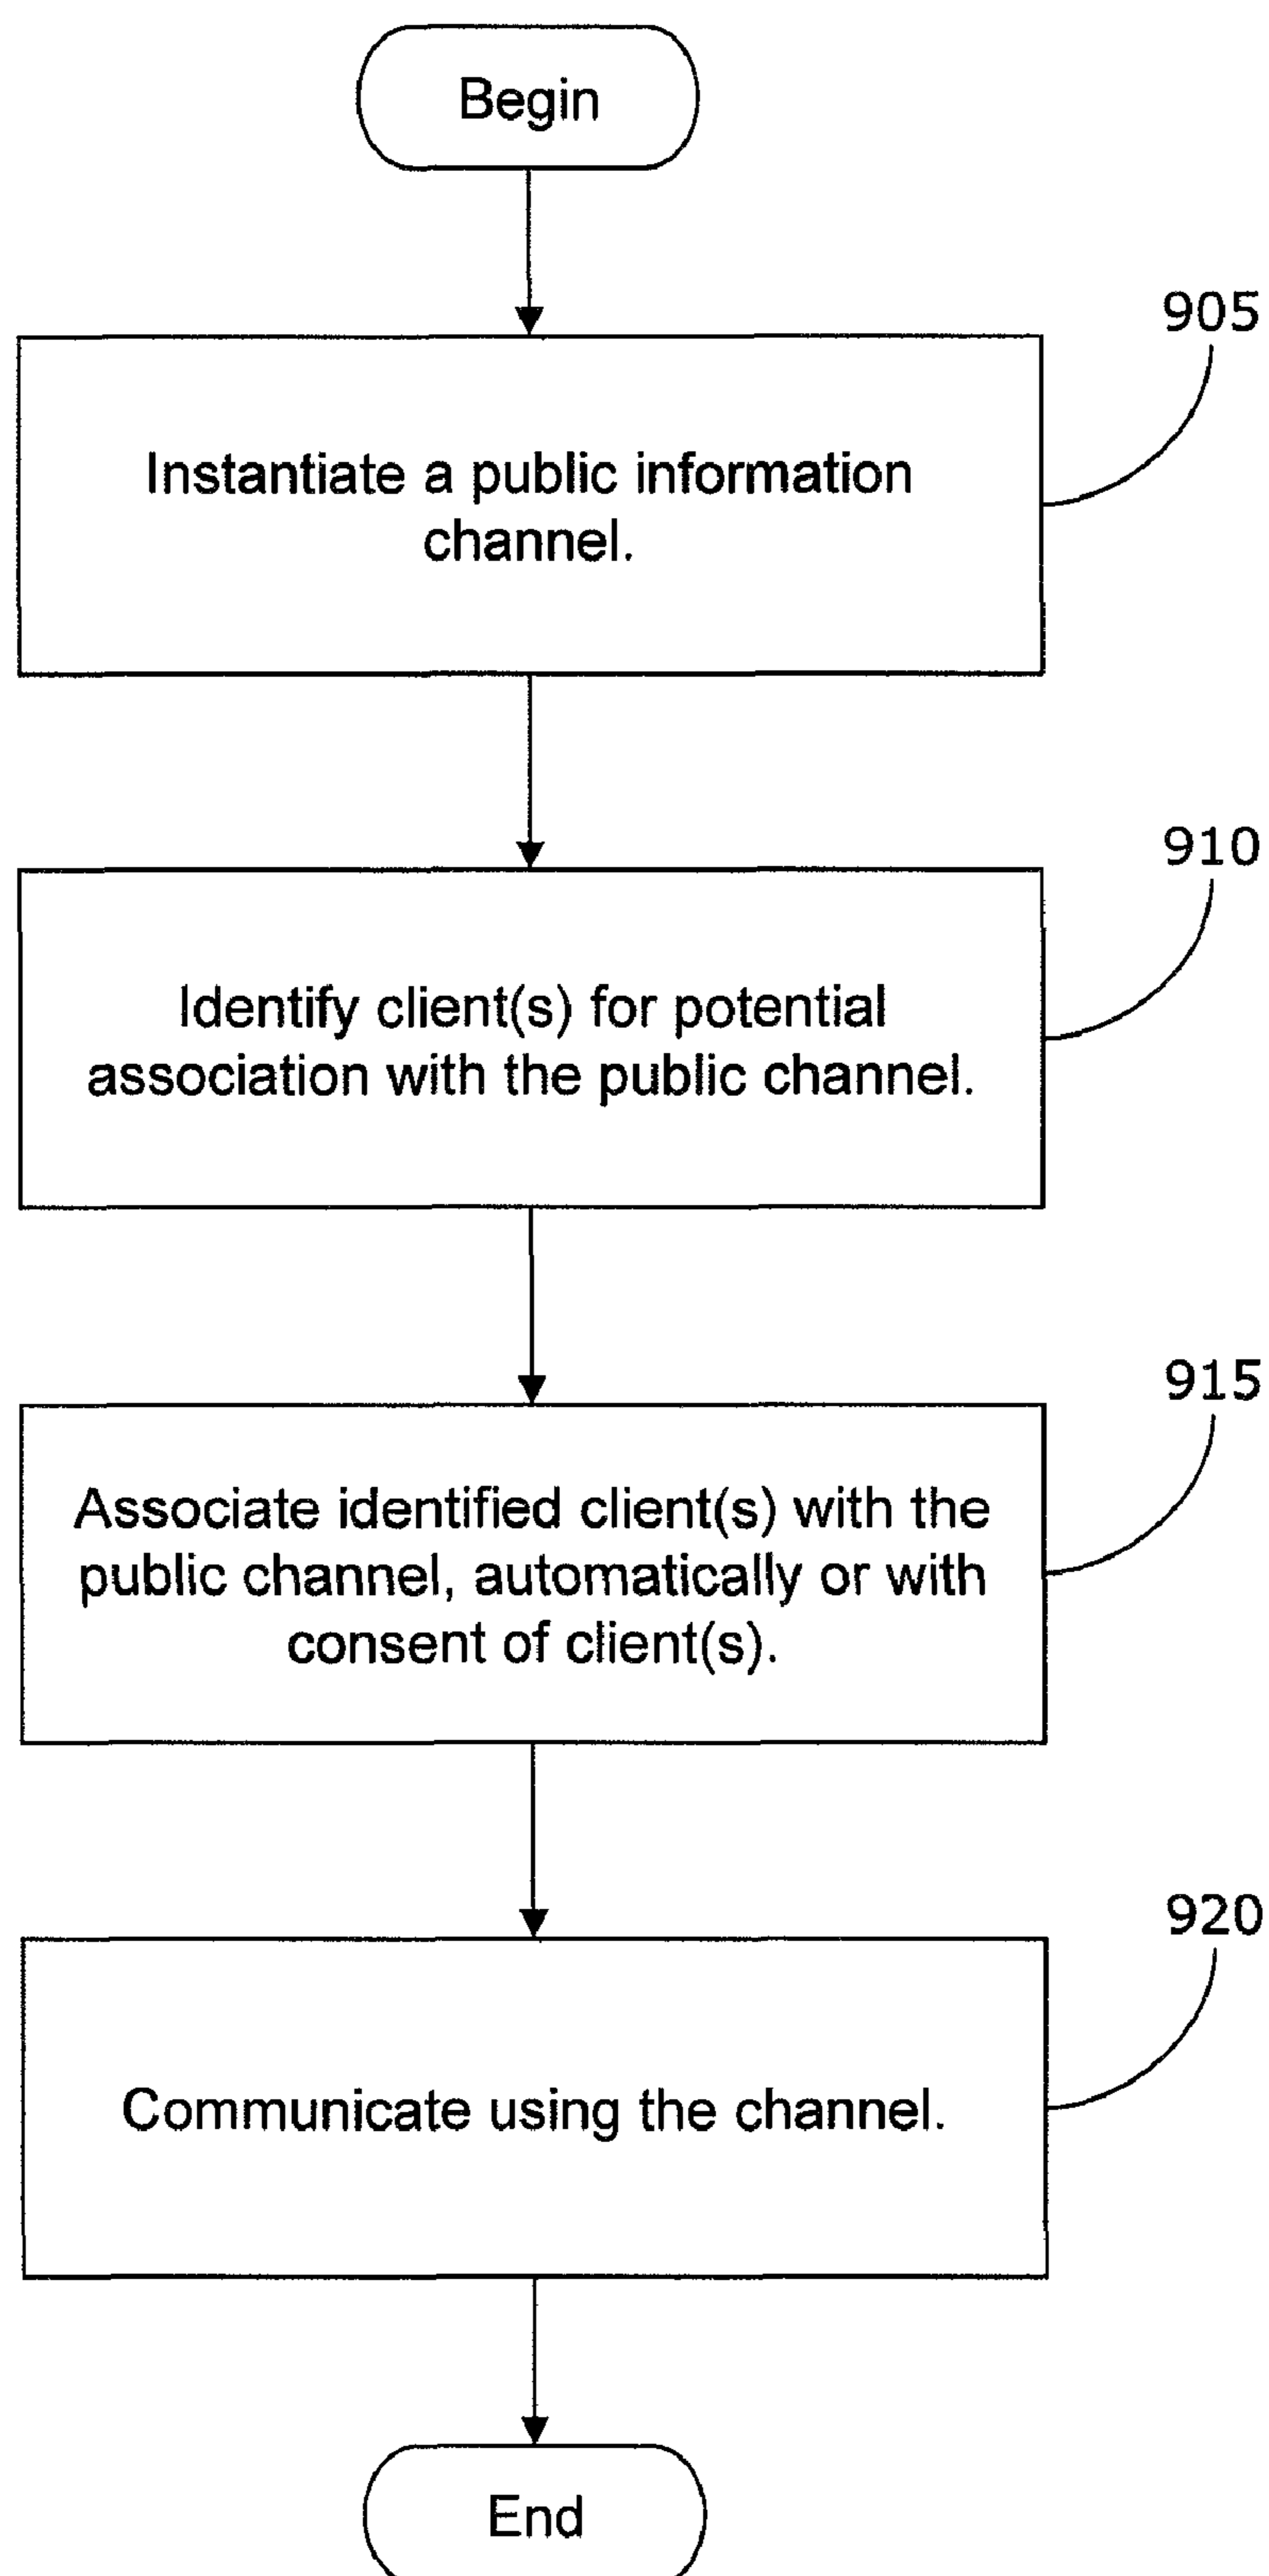 Begin
905
Instantiate a public information
channel.
910
Identify client(s) for potential
association with the public channel.
915
Associate identified client(s) with the
public channel, automatically or with
consent of client(s).
920
Communicate using the channel.
End